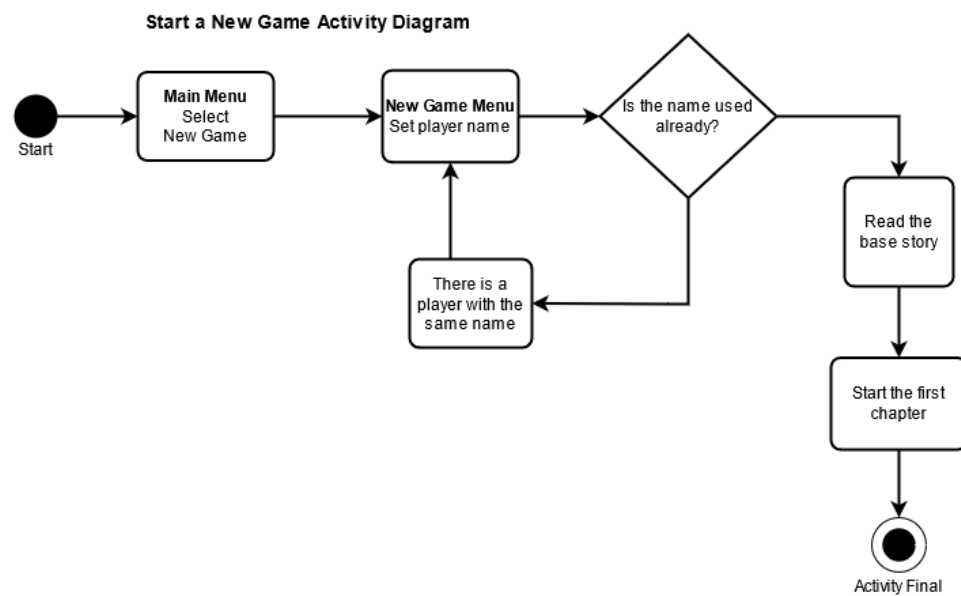 Start a New Game Activity Diagram
Start
Main Menu
Select
New Game
New Game Menu
Set player name
Is the name used
already?
There is a
player with the
same name
Read the
base story
Start the first
chapter
Activity Final